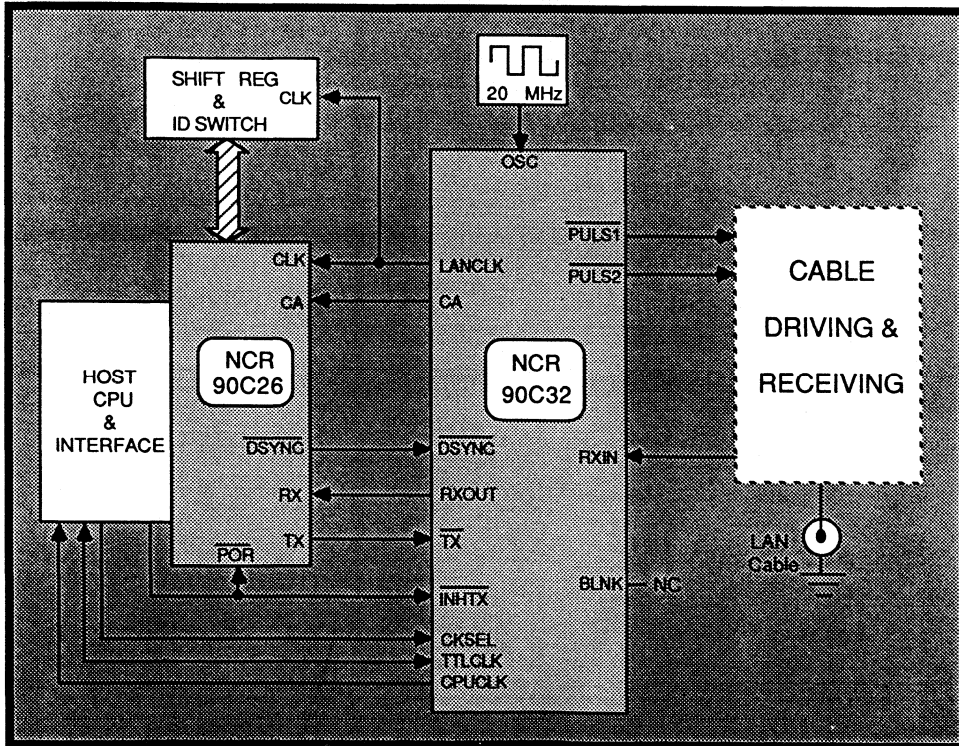 SHIFT REG
&
ID SWITCH
CLK
20 MHz
OSC
CLK
CA
NCR
90C26
DSYNC
RX
TX
POR
HOST
CPU
&
INTERFACE
LANCLK
CA
NCR
90C32
DSYNC
RXOUT
TX
INHTX
CKSEL
TTLCLK
CPUCLK
PULS1
PULS2
RXIN
BLNK
NC
CABLE
DRIVING &
RECEIVING
LAN
Cable